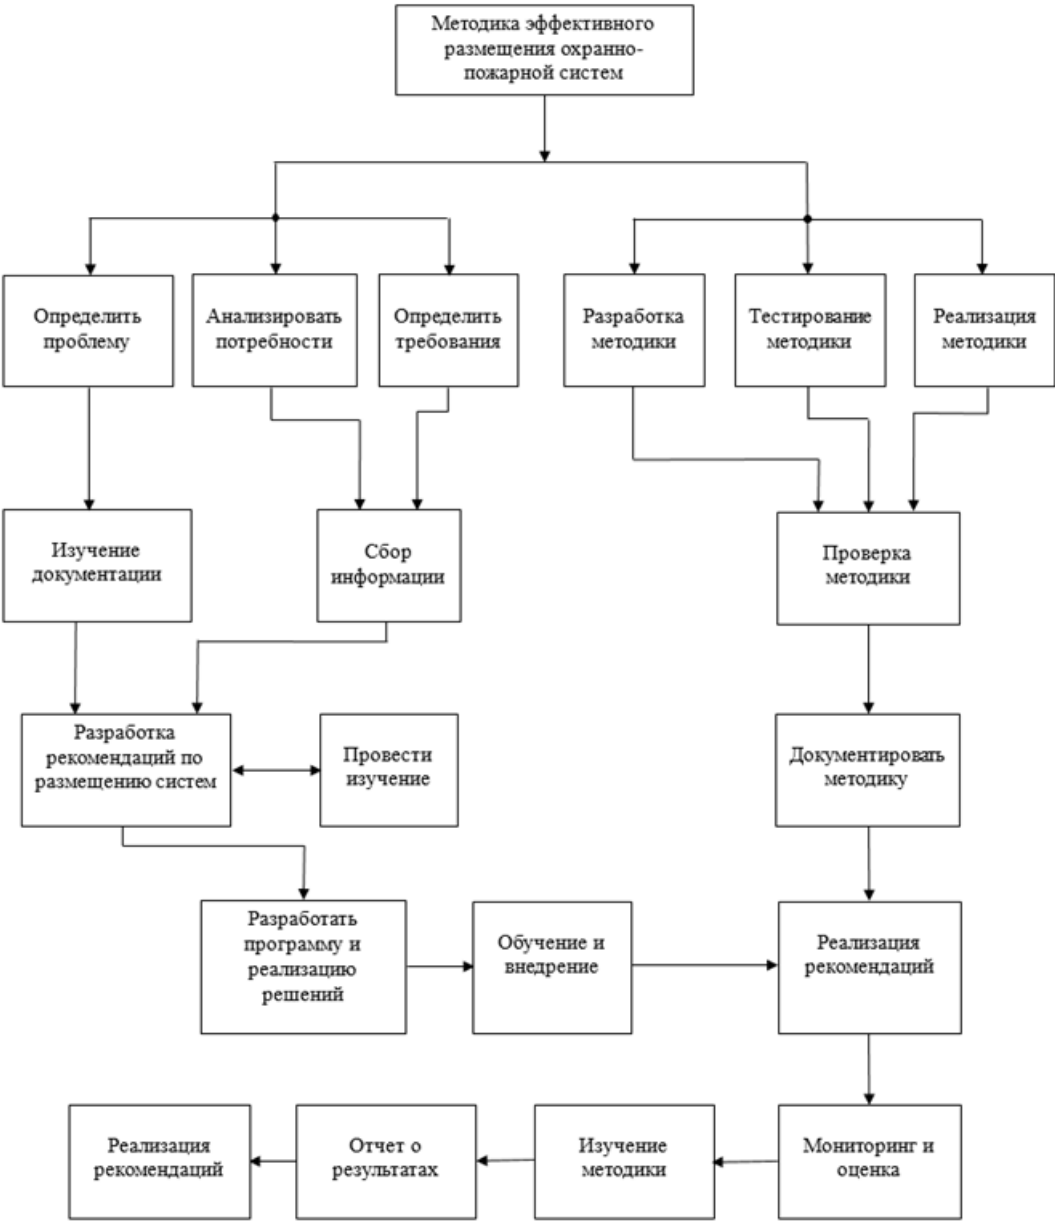 Методика эффективного
размещения охранно-
пожарной систем
Определить
проблему
Анализировать
потребности
Определить
требования
Разработка
методики
Тестирование
методики
Реализация
методики
Изучение
документации
Сбор
информации
Проверка
методики
Разработка
рекомендаций по
размещению систем
Провести
изучение
Документировать
методику
Разработать
программу и
реализацию
решений
Обучение и
внедрение
Реализация
рекомендаций
Реализация
рекомендаций
Отчет о
результатах
Изучение
методики
Мониторинг и
оценка